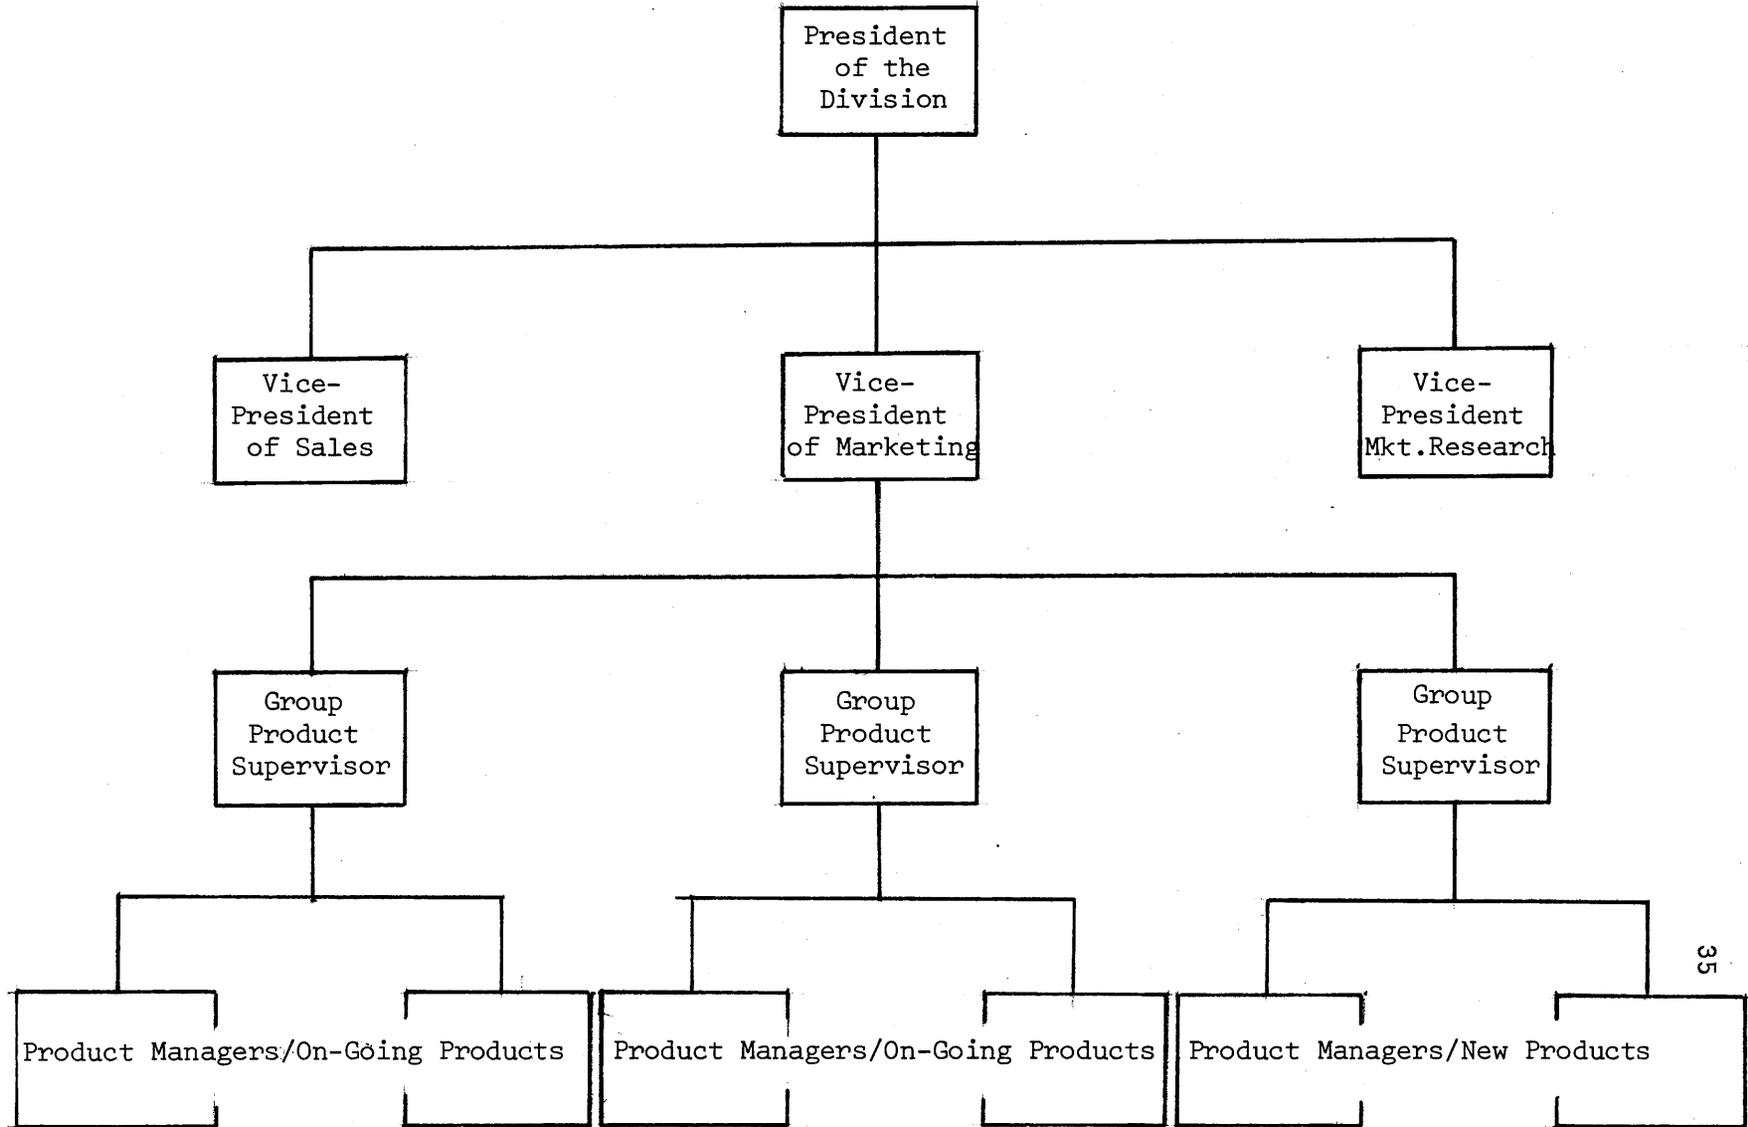 President
of the
Division
Vice-
President
of Sales
Vice-
President
of Marketing
Vice-
President
Mkt.Research
Group
Product
Supervisor
Group
Product
Supervisor
Group
Product
Supervisor
35
Product Managers/On-Going Products
Product Managers/On-Going Products
Product Managers/New Products